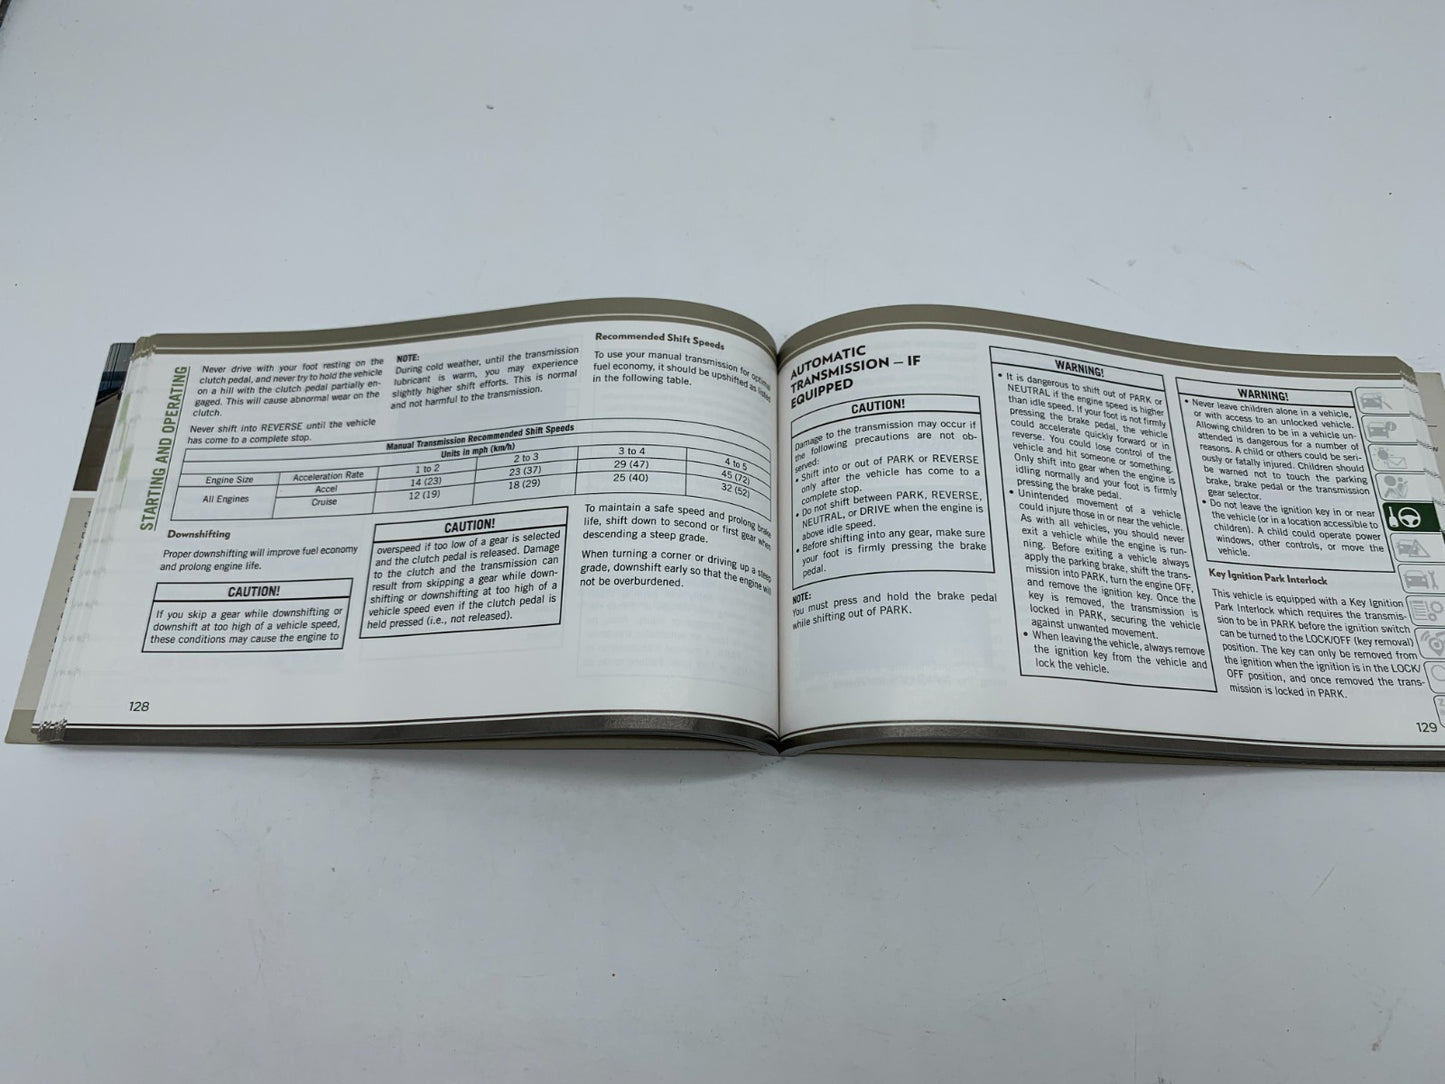 STARTING AND OPERATING
Never drive with your foot resting on the
clutch pedal, and never try to hold the vehicle
on a hill with the clutch pedal partially en-
gaged. This will cause abnormal wear on the
clutch.
Never shift into REVERSE until the vehicle
has come to a complete stop.
NOTE:
During cold weather, until the transmission
lubricant is warm, you may experience
slightly higher shift efforts. This is normal
and not harmful to the transmission.
Recommended Shift Speeds
To use your manual transmission for optimal
fuel economy, it should be upshifted as listed
in the following table.
Manual Transmission Recommended Shift Speeds
Units in mph (km/h)
Engine Size Acceleration Rate 1 to 2 2 to 3 3 to 4 4 to 5
All Engines Accel 14 (23) 23 (37) 29 (47) 45 (72)
Cruise 12 (19) 18 (29) 25 (40) 32 (52)
Downshifting
Proper downshifting will improve fuel economy
and prolong engine life.
CAUTION!
If you skip a gear while downshifting or
downshift at too high of a vehicle speed,
these conditions may cause the engine to
CAUTION!
overspeed if too low of a gear is selected
and the clutch pedal is released. Damage
to the clutch and the transmission can
result from skipping a gear while down-
shifting or downshifting at too high of a
vehicle speed even if the clutch pedal is
held pressed (i.e., not released).
To maintain a safe speed and prolong brake
life, shift down to second or first gear when
descending a steep grade.
When turning a corner or driving up a steep
grade, downshift early so that the engine will
not be overburdened.
128
AUTOMATIC
TRANSMISSION — IF
EQUIPPED
CAUTION!
Damage to the transmission may occur if
the following precautions are not ob-
served:
• Shift into or out of PARK or REVERSE
only after the vehicle has come to a
complete stop.
• Do not shift between PARK, REVERSE,
NEUTRAL, or DRIVE when the engine is
above idle speed.
• Before shifting into any gear, make sure
your foot is firmly pressing the brake
pedal.
NOTE:
You must press and hold the brake pedal
while shifting out of PARK.
WARNING!
• It is dangerous to shift out of PARK or
NEUTRAL if the engine speed is higher
than idle speed. If your foot is not firmly
pressing the brake pedal, the vehicle
could accelerate quickly forward or in
reverse. You could lose control of the
vehicle and hit someone or something.
Only shift into gear when the engine is
idling normally and your foot is firmly
pressing the brake pedal.
• Unintended movement of a vehicle
could injure those in or near the vehicle.
As with all vehicles, you should never
exit a vehicle while the engine is run-
ning. Before exiting a vehicle always
apply the parking brake, shift the trans-
mission into PARK, turn the engine OFF,
and remove the ignition key. Once the
key is removed, the transmission is
locked in PARK, securing the vehicle
against unwanted movement.
• When leaving the vehicle, always remove
the ignition key from the vehicle and
lock the vehicle.
WARNING!
• Never leave children alone in a vehicle,
or with access to an unlocked vehicle.
Allowing children to be in a vehicle un-
attended is dangerous for a number of
reasons. A child or others could be seri-
ously or fatally injured. Children should
be warned not to touch the parking
brake, brake pedal or the transmission
gear selector.
• Do not leave the ignition key in or near
the vehicle (or in a location accessible to
children). A child could operate power
windows, other controls, or move the
vehicle.
Key Ignition Park Interlock
This vehicle is equipped with a Key Ignition
Park Interlock which requires the transmis-
sion to be in PARK before the ignition switch
can be turned to the LOCK/OFF (key removal)
position. The key can only be removed from
the ignition when the ignition is in the LOCK/
OFF position, and once removed the trans-
mission is locked in PARK.
129